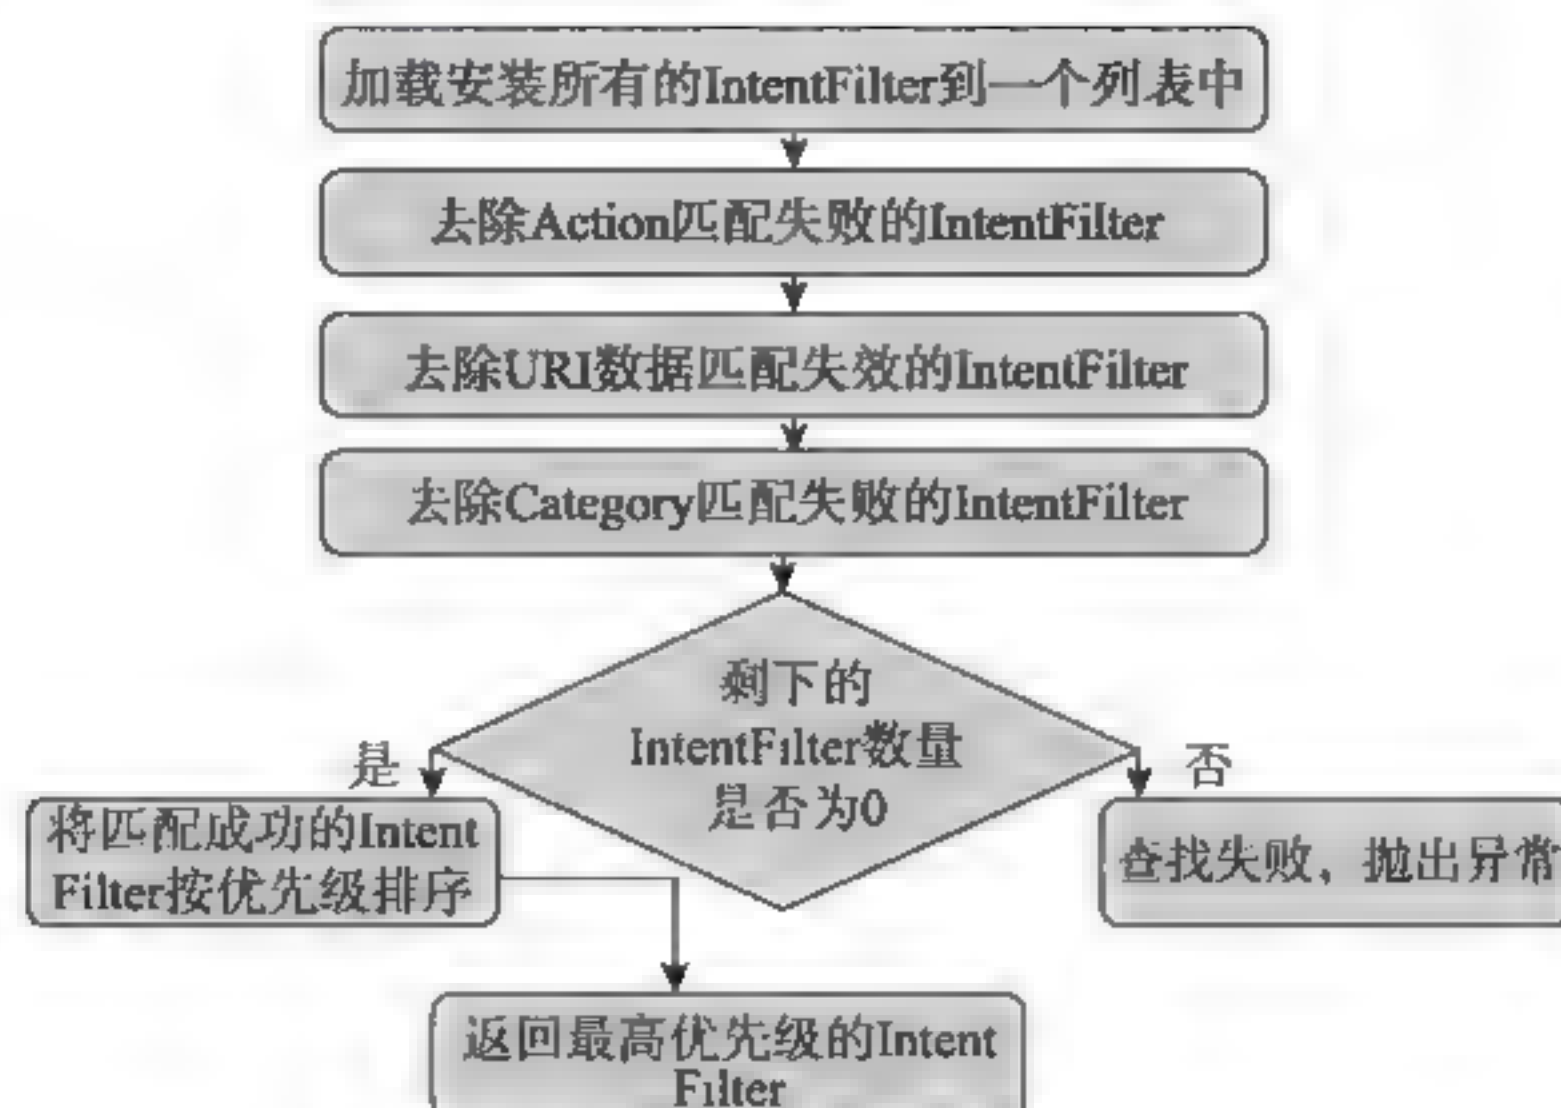 加载安装所有的IntentFilter到一个列表中
去除Action匹配失败的IntentFilter
去除URI数据匹配失效的IntentFilter
去除Category匹配失败的IntentFilter
剩下的
IntentFilter数量
是否为0
是
否
将匹配成功的Intent
Filter按优先级排序
查找失败，抛出异常
返回最高优先级的Intent
Filter